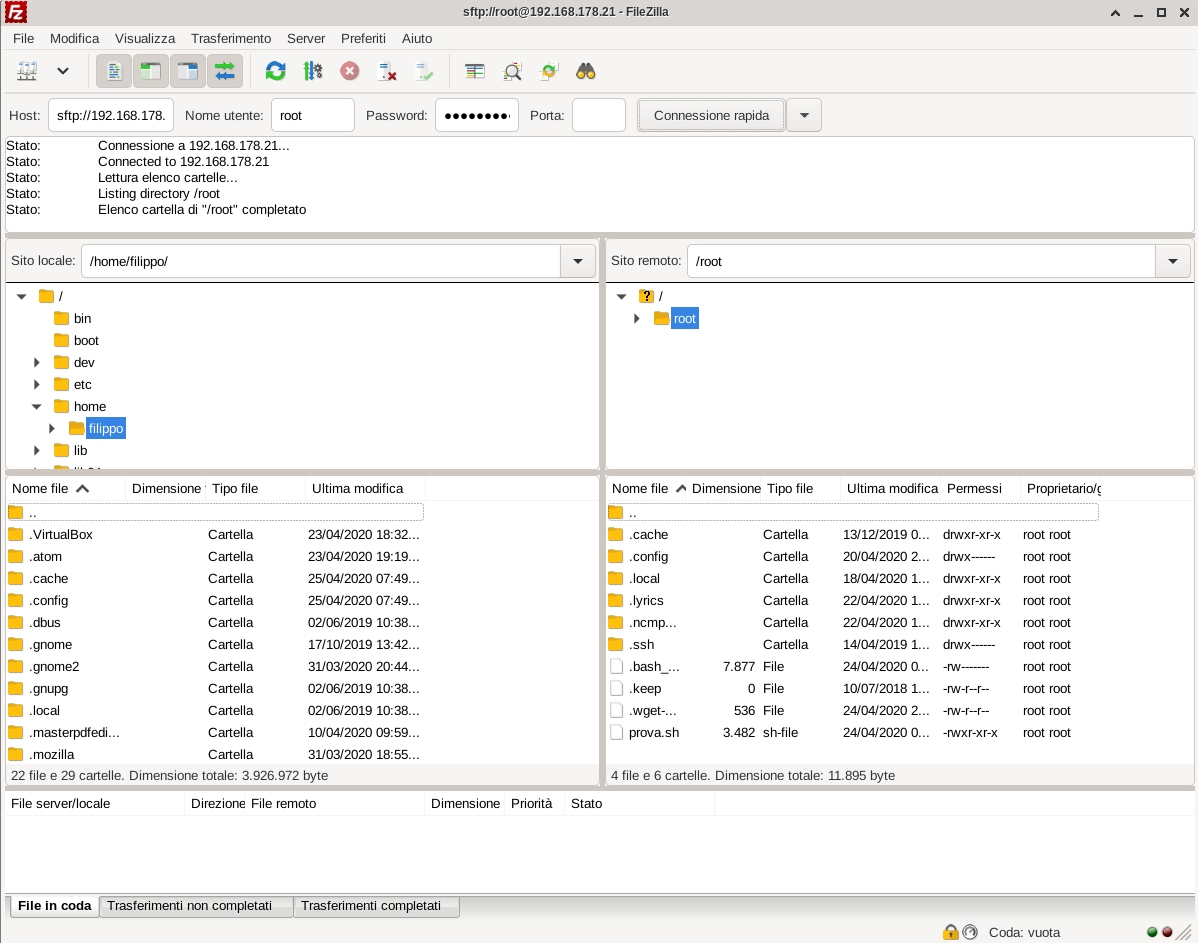 sftp://root@192.168.178.21 - FileZilla
File Modifica Visualizza Trasferimento Server Preferiti Aiuto
Host: sftp://192.168.178. Nome utente: root Password: ●●●●●●●●● Porta: Connessione rapida
Stato: Connessione a 192.168.178.21...
Stato: Connected to 192.168.178.21
Stato: Lettura elenco cartelle...
Stato: Listing directory /root
Stato: Elenco cartella di "/root" completato
Sito locale: /home/filippo/
/
bin
boot
dev
etc
home
filippo
lib
Sito remoto: /root
? /
root
Nome file Dimensione Tipo file Ultima modifica
..
.VirtualBox Cartella 23/04/2020 18:32...
.atom Cartella 23/04/2020 19:19...
.cache Cartella 25/04/2020 07:49...
.config Cartella 25/04/2020 07:49...
.dbus Cartella 02/06/2019 10:38...
.gnome Cartella 17/10/2019 13:42...
.gnome2 Cartella 31/03/2020 20:44...
.gnupg Cartella 02/06/2019 10:38...
.local Cartella 02/06/2019 10:38...
.masterpdfedi... Cartella 10/04/2020 09:59...
.mozilla Cartella 31/03/2020 18:55...
22 file e 29 cartelle. Dimensione totale: 3.926.972 byte
Nome file Dimensione Tipo file Ultima modifica Permessi Proprietario/g
..
.cache Cartella 13/12/2019 0... drwxr-xr-x root root
.config Cartella 20/04/2020 2... drwx------ root root
.local Cartella 18/04/2020 1... drwxr-xr-x root root
.lyrics Cartella 22/04/2020 1... drwxr-xr-x root root
.ncmp... Cartella 22/04/2020 1... drwxr-xr-x root root
.ssh Cartella 14/04/2019 1... drwx------ root root
.bash_... 7.877 File 24/04/2020 0... -rw------- root root
.keep 0 File 10/07/2018 1... -rw-r--r-- root root
.wget-... 536 File 24/04/2020 2... -rw-r--r-- root root
prova.sh 3.482 sh-file 24/04/2020 0... -rwxr-xr-x root root
4 file e 6 cartelle. Dimensione totale: 11.895 byte
File server/locale Direzione File remoto Dimensione Priorità Stato
File in coda Trasferimenti non completati Trasferimenti completati
Coda: vuota